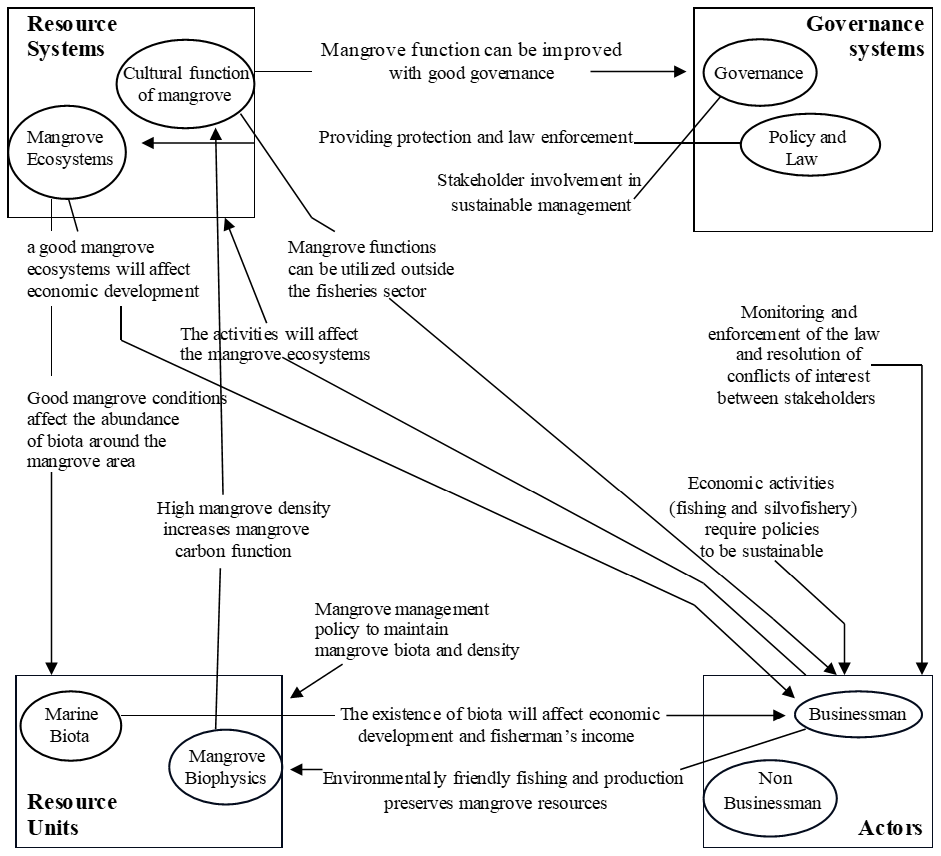 Resource
Systems
Cultural function
of mangrove
Mangrove
Ecosystems
Mangrove function can be improved
with good governance
Governance
systems
Governance
Providing protection and law enforcement
Policy and
Law
Stakeholder involvement in
sustainable management
a good mangrove
ecosystems will affect
economic development
Mangrove functions
can be utilized outside
the fisheries sector
The activities will affect
the mangrove ecosystems
Monitoring and
enforcement of the law
and resolution of
conflicts of interest
between stakeholders
Good mangrove conditions
affect the abundance
of biota around the
mangrove area
High mangrove density
increases mangrove
carbon function
Economic activities
(fishing and silvofishery)
require policies
to be sustainable
Mangrove management
policy to maintain
mangrove biota and density
Marine
Biota
Mangrove
Biophysics
Resource
Units
The existence of biota will affect economic
development and fisherman’s income
Environmentally friendly fishing and production
preserves mangrove resources
Businessman
Non
Businessman
Actors